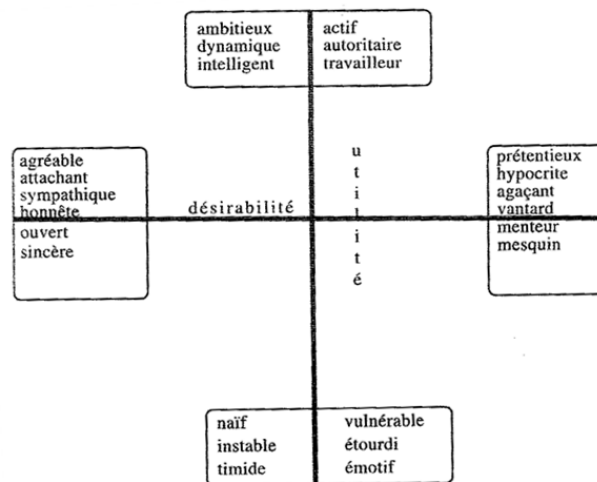 ambitieux
dynamique
intelligent
actif
autoritaire
travailleur
agréable
attachant
sympathique
honnête
ouvert
sincère
désirabilité
utilité
prétentieux
hypocrite
agaçant
vantard
menteur
mesquin
naïf
instable
timide
vulnérable
étourdi
émotif